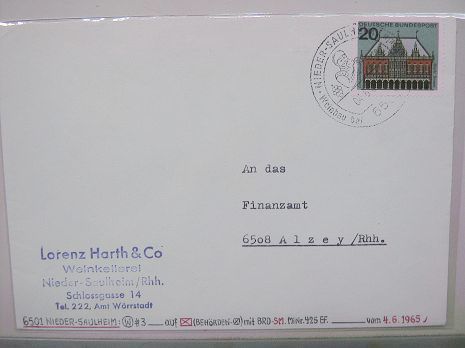 DEUTSCHE BUNDESPOST
20
NIEDER-SAULH
Weinbau
65
An das
Finanzamt
6508 Alzey/Rhh.
Lorenz Harth & Co
Weinkellerei
Nieder-Saulheim/Rhh.
Schlossgasse 14
Tel. 222, Amt Wörrstadt
6501 NIEDER-SAULHEIM: W #3 auf (BEHÖRDEN-Ø) mit BRD-SM. MiNr. 425 EF. vom 4.6.1965